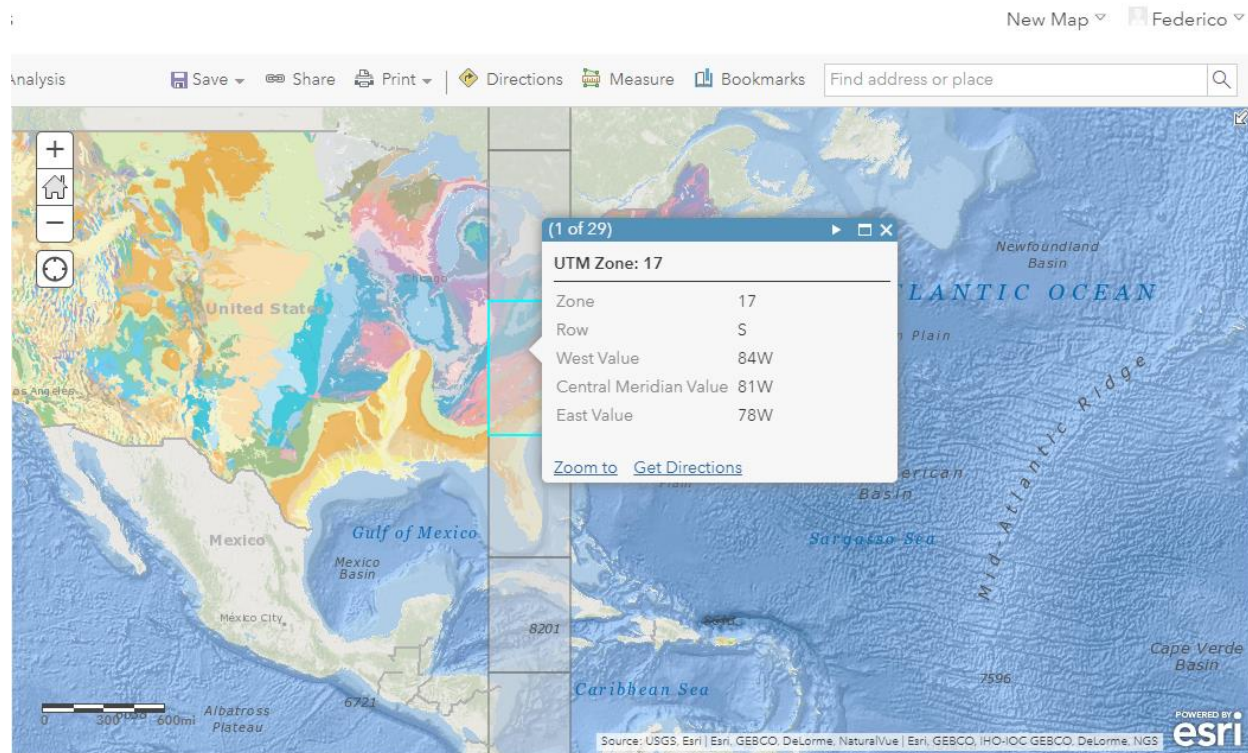 New Map Federico
Analysis Save Share Print Directions Measure Bookmarks Find address or place
(1 of 29)
UTM Zone: 17
Zone 17
Row S
West Value 84W
Central Meridian Value 81W
East Value 78W
Zoom to Get Directions
Chicago
United State
Los Angeles
Newfoundland
Basin
LANTIC OCEAN
Plain
Mid-Atlantic Ridge
erican
Basin
Plain
Gulf of Mexico
Mexico
Mexico
Basin
Sargasso Sea
México City
8201
Cape Verde
Basin
7596
Caribbean Sea
6721
Albatross
Plateau
0 300 600mi
Source: USGS, Esri | Esri, GEBCO, DeLorme, NaturalVue | Esri, GEBCO, IHO-IOC GEBCO, DeLorme, NGS
POWERED BY
esri